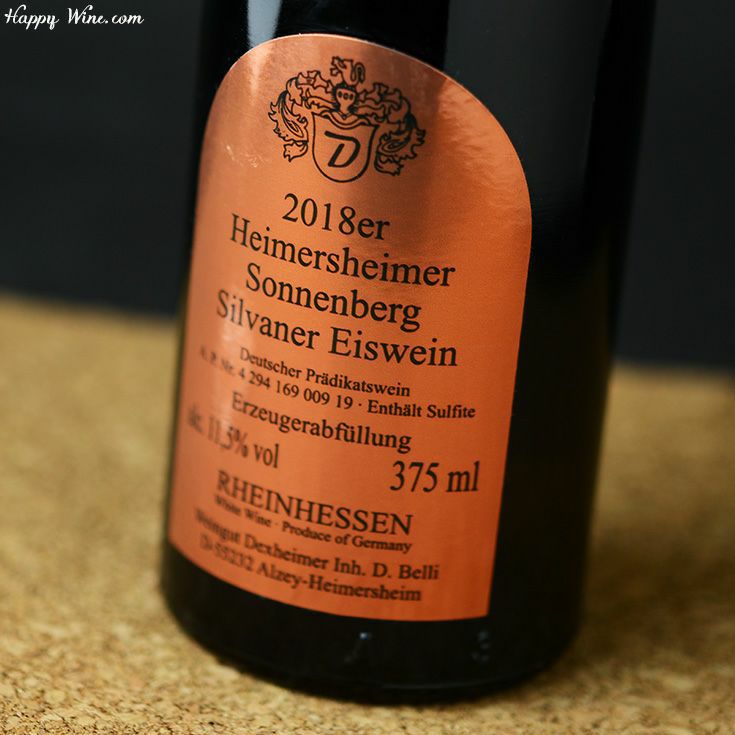 Happy Wine.com
D
2018er
Heimersheimer
Sonnenberg
Silvaner Eiswein
Deutscher Prädikatswein
A. P. Nr. 4 294 169 009 19 · Enthält Sulfite
Erzeugerabfüllung
alc. 11,5% vol 375 ml
RHEINHESSEN
White Wine · Produce of Germany
Weingut Dexheimer Inh. D. Belli
D-55232 Alzey-Heimersheim